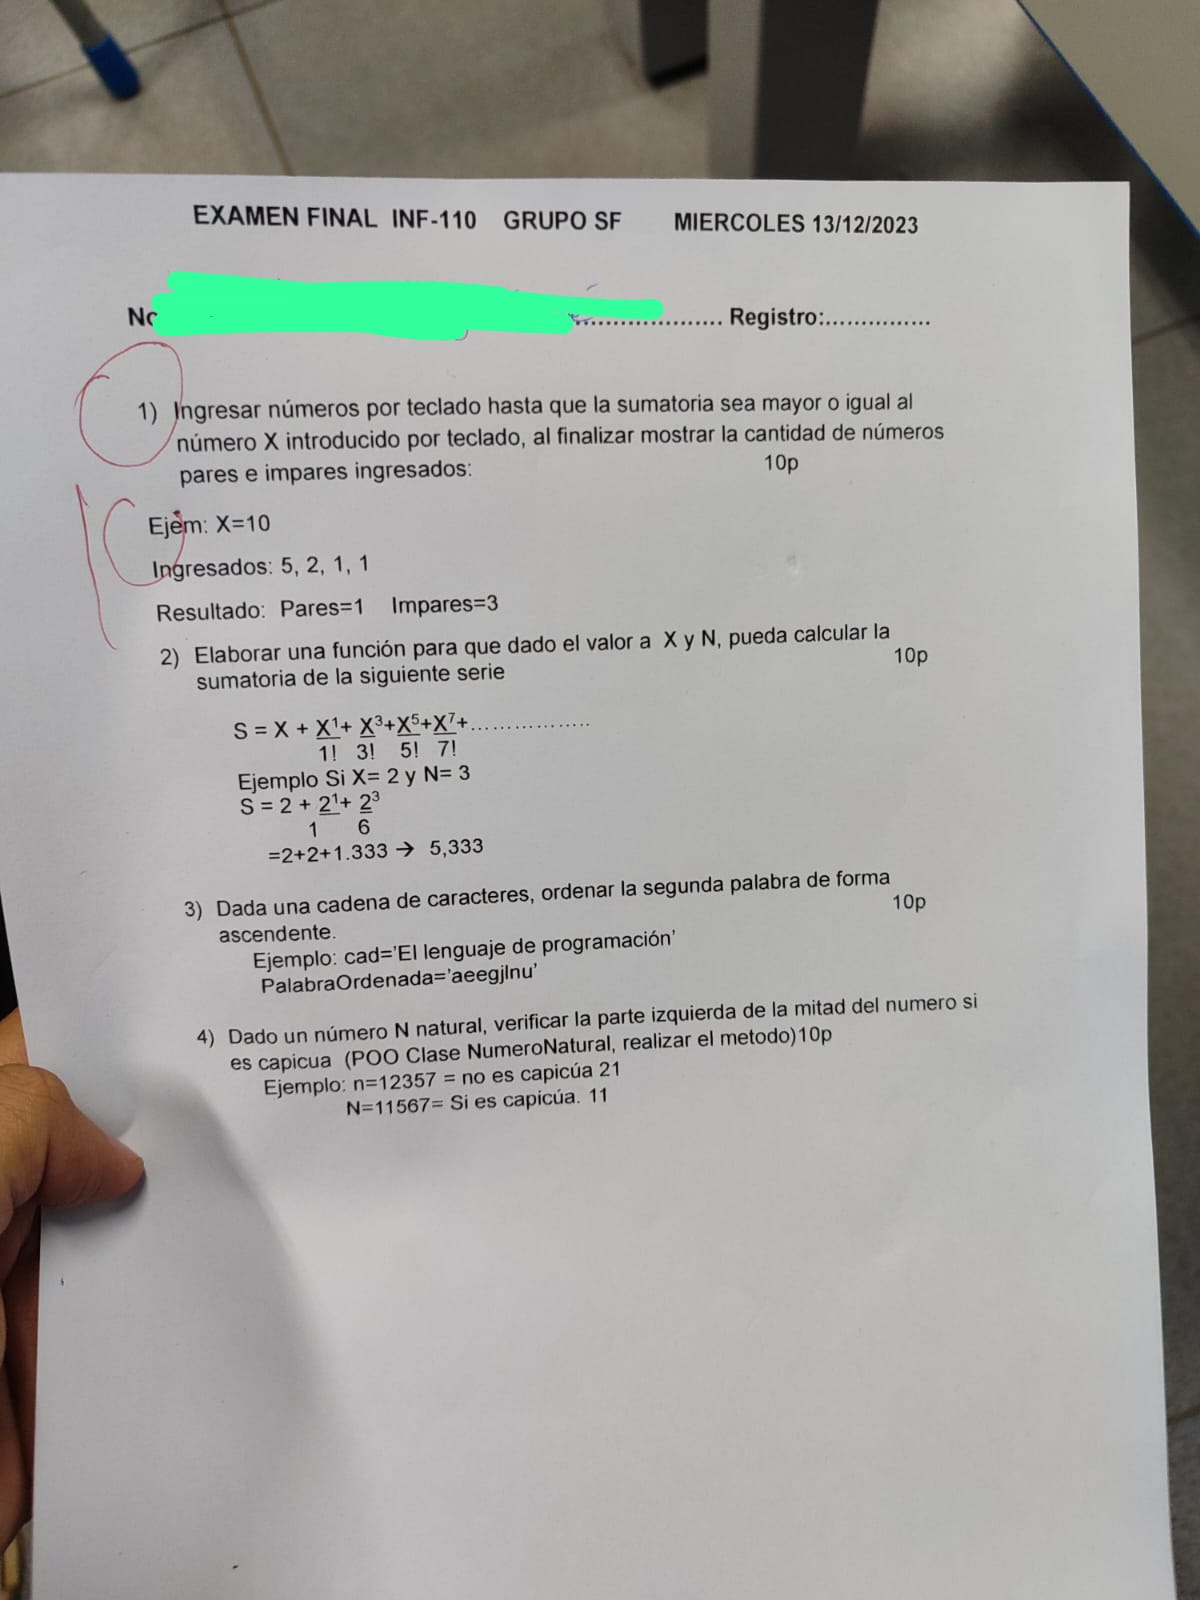 EXAMEN FINAL INF-110 GRUPO SF MIERCOLES 13/12/2023
No
.................... Registro:...............
1) Ingresar números por teclado hasta que la sumatoria sea mayor o igual al
número X introducido por teclado, al finalizar mostrar la cantidad de números
pares e impares ingresados: 10p
Ejem: X=10
Ingresados: 5, 2, 1, 1
Resultado: Pares=1 Impares=3
2) Elaborar una función para que dado el valor a X y N, pueda calcular la
sumatoria de la siguiente serie 10p
S = X + X¹+ X³+X⁵+X⁷+..................
1! 3! 5! 7!
Ejemplo Si X= 2 y N= 3
S = 2 + 2¹+ 2³
1 6
=2+2+1.333 → 5,333
3) Dada una cadena de caracteres, ordenar la segunda palabra de forma
ascendente. 10p
Ejemplo: cad='El lenguaje de programación'
PalabraOrdenada='aeegjlnu'
4) Dado un número N natural, verificar la parte izquierda de la mitad del numero si
es capicua (POO Clase NumeroNatural, realizar el metodo)10p
Ejemplo: n=12357 = no es capicúa 21
N=11567= Si es capicúa. 11